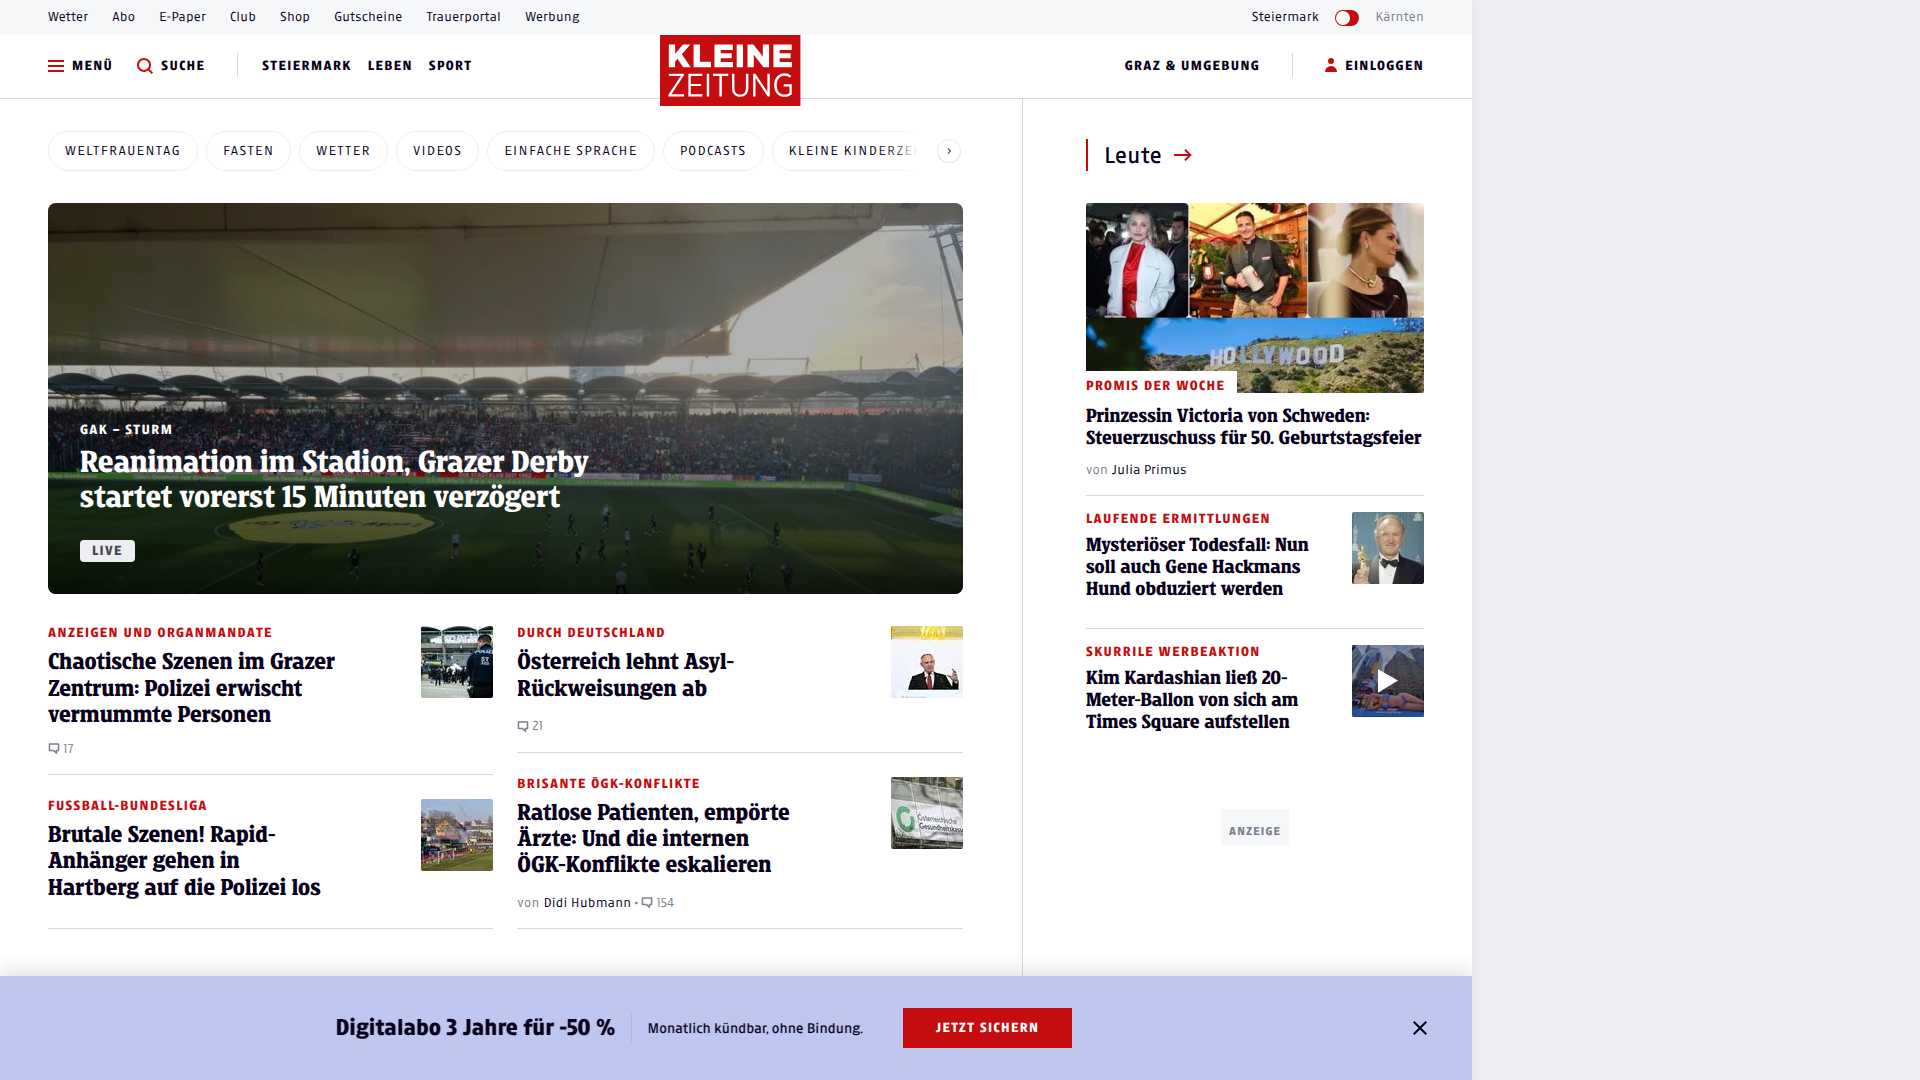 Wetter Abo E-Paper Club Shop Gutscheine Trauerportal Werbung
Steiermark Kärnten
MENÜ SUCHE STEIERMARK LEBEN SPORT
KLEINE
ZEITUNG
GRAZ & UMGEBUNG EINLOGGEN
WELTFRAUENTAG FASTEN WETTER VIDEOS EINFACHE SPRACHE PODCASTS KLEINE
GAK – STURM
Reanimation im Stadion, Grazer Derby
startet vorerst 15 Minuten verzögert
LIVE
ANZEIGEN UND ORGANMANDATE
Chaotische Szenen im Grazer
Zentrum: Polizei erwischt
vermummte Personen
17
FUSSBALL-BUNDESLIGA
Brutale Szenen! Rapid-
Anhänger gehen in
Hartberg auf die Polizei los
DURCH DEUTSCHLAND
Österreich lehnt Asyl-
Rückweisungen ab
21
BRISANTE ÖGK-KONFLIKTE
Ratlose Patienten, empörte
Ärzte: Und die internen
ÖGK-Konflikte eskalieren
von Didi Hubmann • 154
Österreichische
Leute
HOLLYWOOD
PROMIS DER WOCHE
Prinzessin Victoria von Schweden:
Steuerzuschuss für 50. Geburtstagsfeier
von Julia Primus
LAUFENDE ERMITTLUNGEN
Mysteriöser Todesfall: Nun
soll auch Gene Hackmans
Hund obduziert werden
SKURRILE WERBEAKTION
Kim Kardashian ließ 20-
Meter-Ballon von sich am
Times Square aufstellen
ANZEIGE
Digitalabo 3 Jahre für -50 %
Monatlich kündbar, ohne Bindung.
JETZT SICHERN